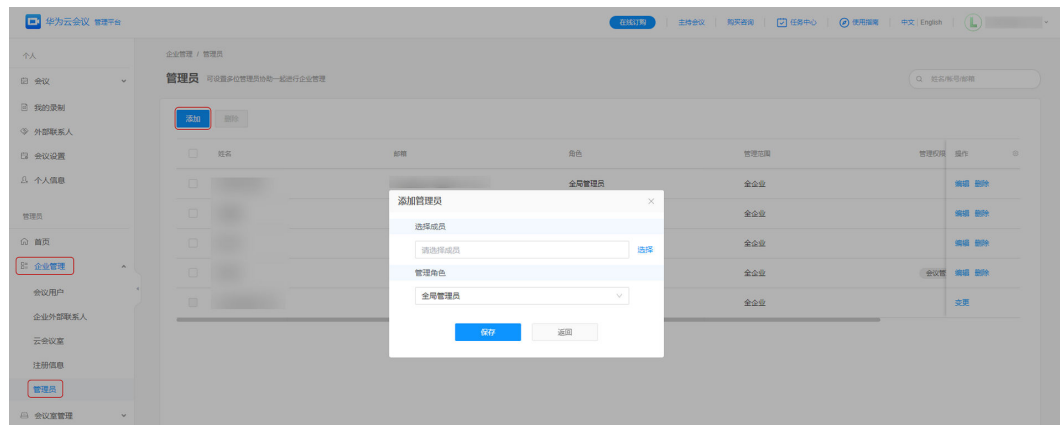 华为云会议 管理平台
在线订购 主持会议 购买咨询 任务中心 使用指南 中文 | English L
个人
会议
我的录制
外部联系人
会议设置
个人信息
管理员
首页
企业管理
会议用户
企业外部联系人
云会议室
注册信息
管理员
会议室管理
企业管理 / 管理员
管理员 可设置多位管理员协助一起进行企业管理
姓名/帐号/邮箱
添加 删除
姓名 邮箱 角色 管理范围 管理权限 操作
全局管理员 全企业 编辑 删除
全企业 编辑 删除
全企业 编辑 删除
全企业 会议管 编辑 删除
全企业 变更
添加管理员
选择成员
请选择成员 选择
管理角色
全局管理员
保存 返回